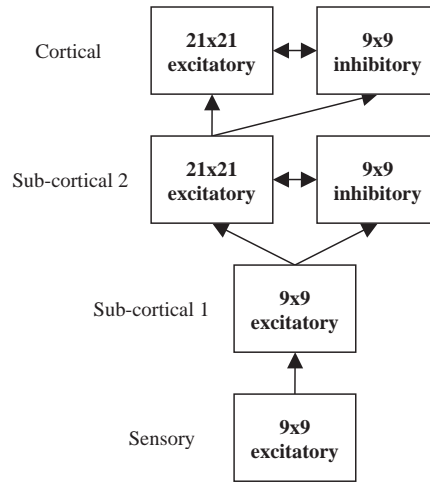 Cortical
21x21
excitatory
9x9
inhibitory
Sub-cortical 2
21x21
excitatory
9x9
inhibitory
Sub-cortical 1
9x9
excitatory
Sensory
9x9
excitatory